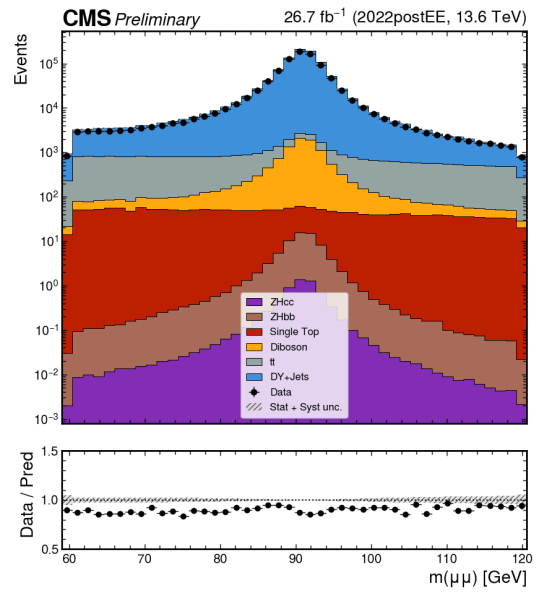 CMS Preliminary 26.7 fb⁻¹ (2022postEE, 13.6 TeV)
Events
10⁵
10⁴
10³
10²
10¹
10⁰
10⁻¹
10⁻²
10⁻³
ZHcc
ZHbb
Single Top
Diboson
tt
DY+Jets
Data
Stat + Syst unc.
Data / Pred
1.5
1.0
0.5
60 70 80 90 100 110 120
m(μμ) [GeV]